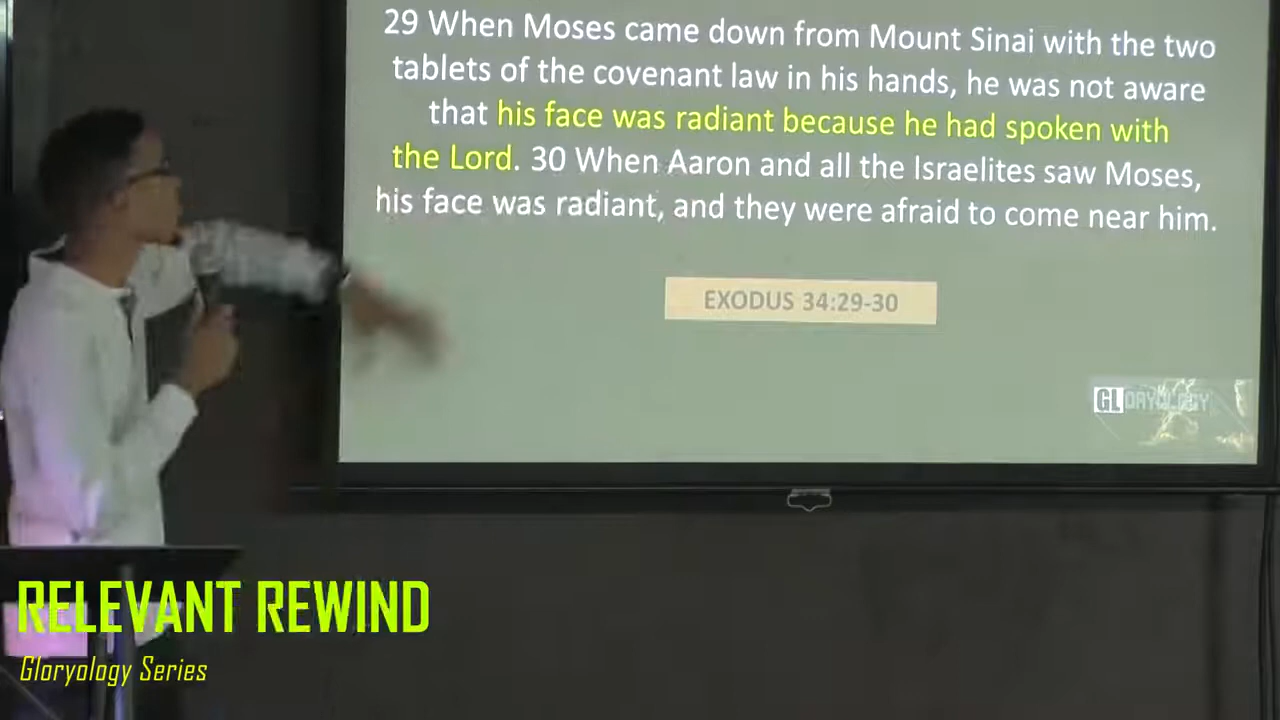 29 When Moses came down from Mount Sinai with the two
tablets of the covenant law in his hands, he was not aware
that his face was radiant because he had spoken with
the Lord. 30 When Aaron and all the Israelites saw Moses,
his face was radiant, and they were afraid to come near him.
EXODUS 34:29-30
GLORYOLOGY
RELEVANT REWIND
Gloryology Series